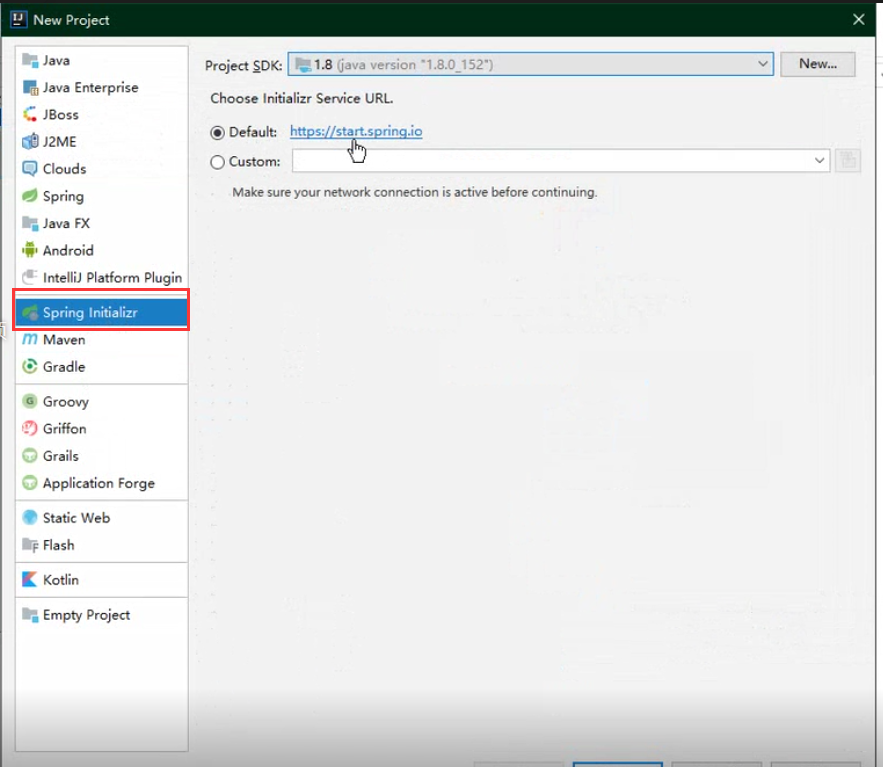 New Project
Java
Java Enterprise
JBoss
J2ME
Clouds
Spring
Java FX
Android
IntelliJ Platform Plugin
Spring Initializr
Maven
Gradle
Groovy
Griffon
Grails
Application Forge
Static Web
Flash
Kotlin
Empty Project
Project SDK: 1.8 (java version "1.8.0_152") New...
Choose Initializr Service URL.
Default: https://start.spring.io
Custom:
Make sure your network connection is active before continuing.